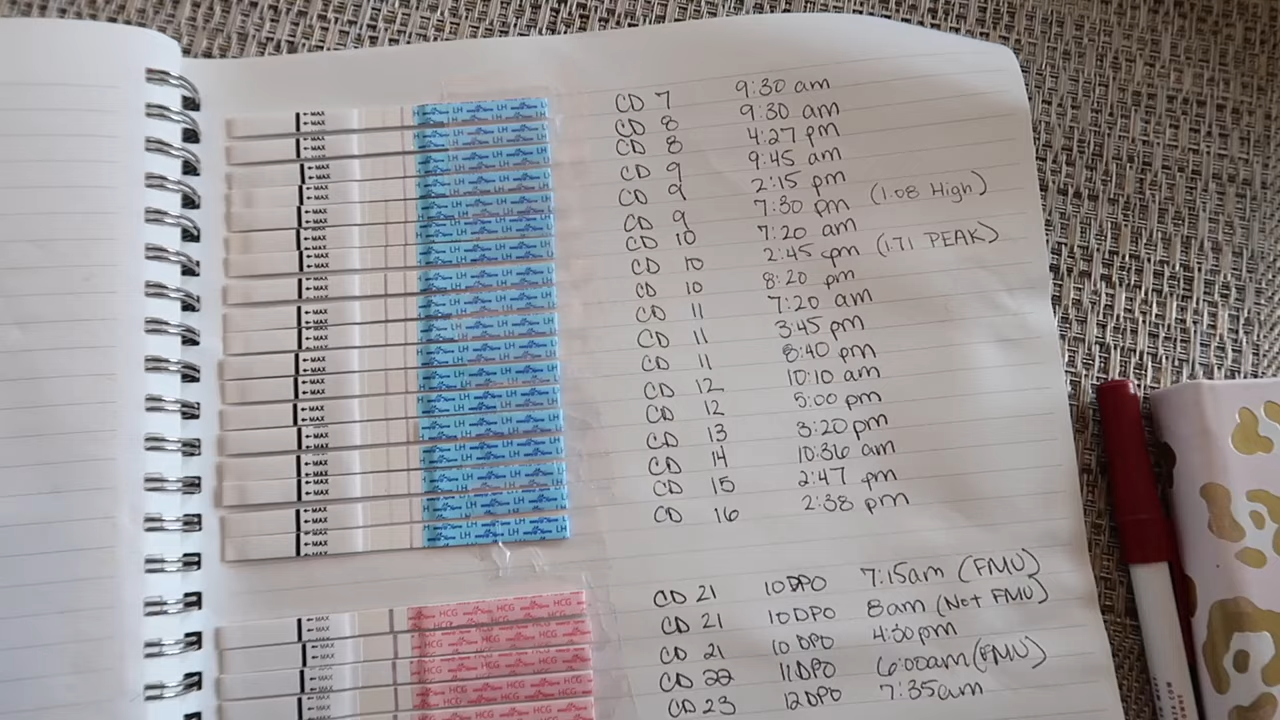 CD 7 9:30 am
CD 8 9:30 am
CD 8 4:27 pm
CD 9 9:45 am
CD 9 2:15 pm
CD 9 7:30 pm (1.08 High)
CD 10 7:20 am
CD 10 2:45 pm (1.71 PEAK)
CD 10 8:20 pm
CD 11 7:20 am
CD 11 3:45 pm
CD 11 8:40 pm
CD 12 10:10 am
CD 12 5:00 pm
CD 13 3:20 pm
CD 14 10:36 am
CD 15 2:47 pm
CD 16 2:38 pm
MAX LH
CD 21 10DPO 7:15am (FMU)
CD 21 10DPO 8am (Not FMU)
CD 21 10DPO 4:30pm
CD 22 11DPO 6:00am (FMU)
CD 23 12DPO 7:35am
MAX HCG